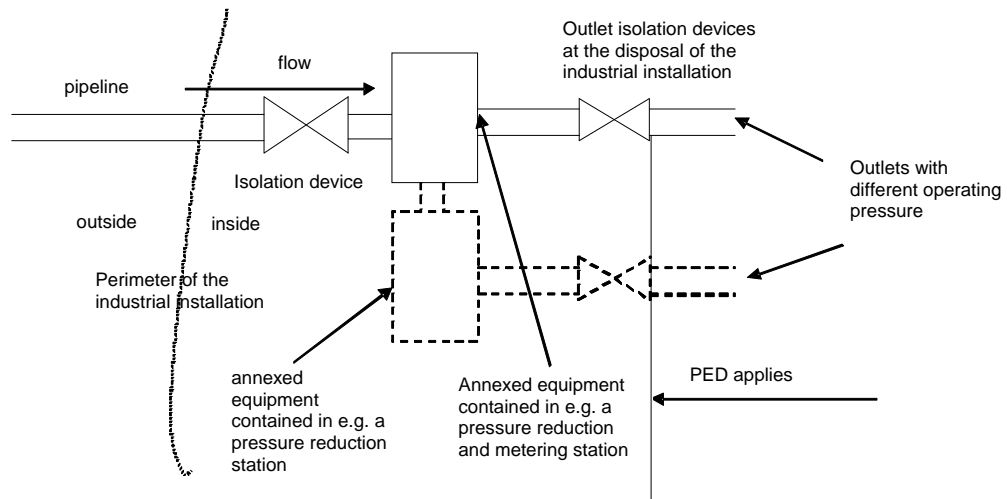 Outlet isolation devices
at the disposal of the
industrial installation
flow
pipeline
Isolation device
Outlets with
different operating
pressure
outside
inside
Perimeter of the
industrial installation
annexed
equipment
contained in e.g. a
pressure reduction
station
Annexed equipment
contained in e.g. a
pressure reduction
and metering station
PED applies